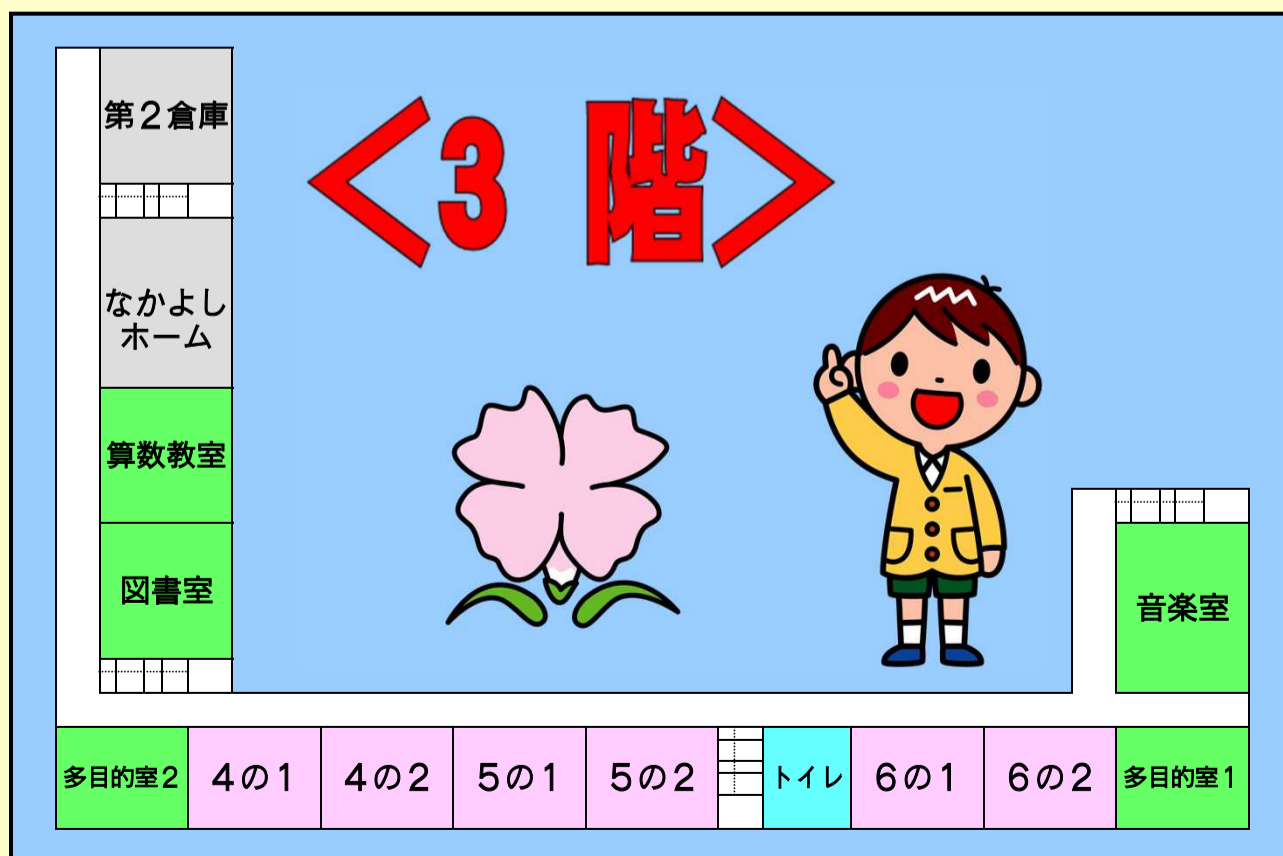 <3 階>
第2倉庫
なかよし
ホーム
算数教室
図書室
音楽室
多目的室2
4の1
4の2
5の1
5の2
トイレ
6の1
6の2
多目的室1